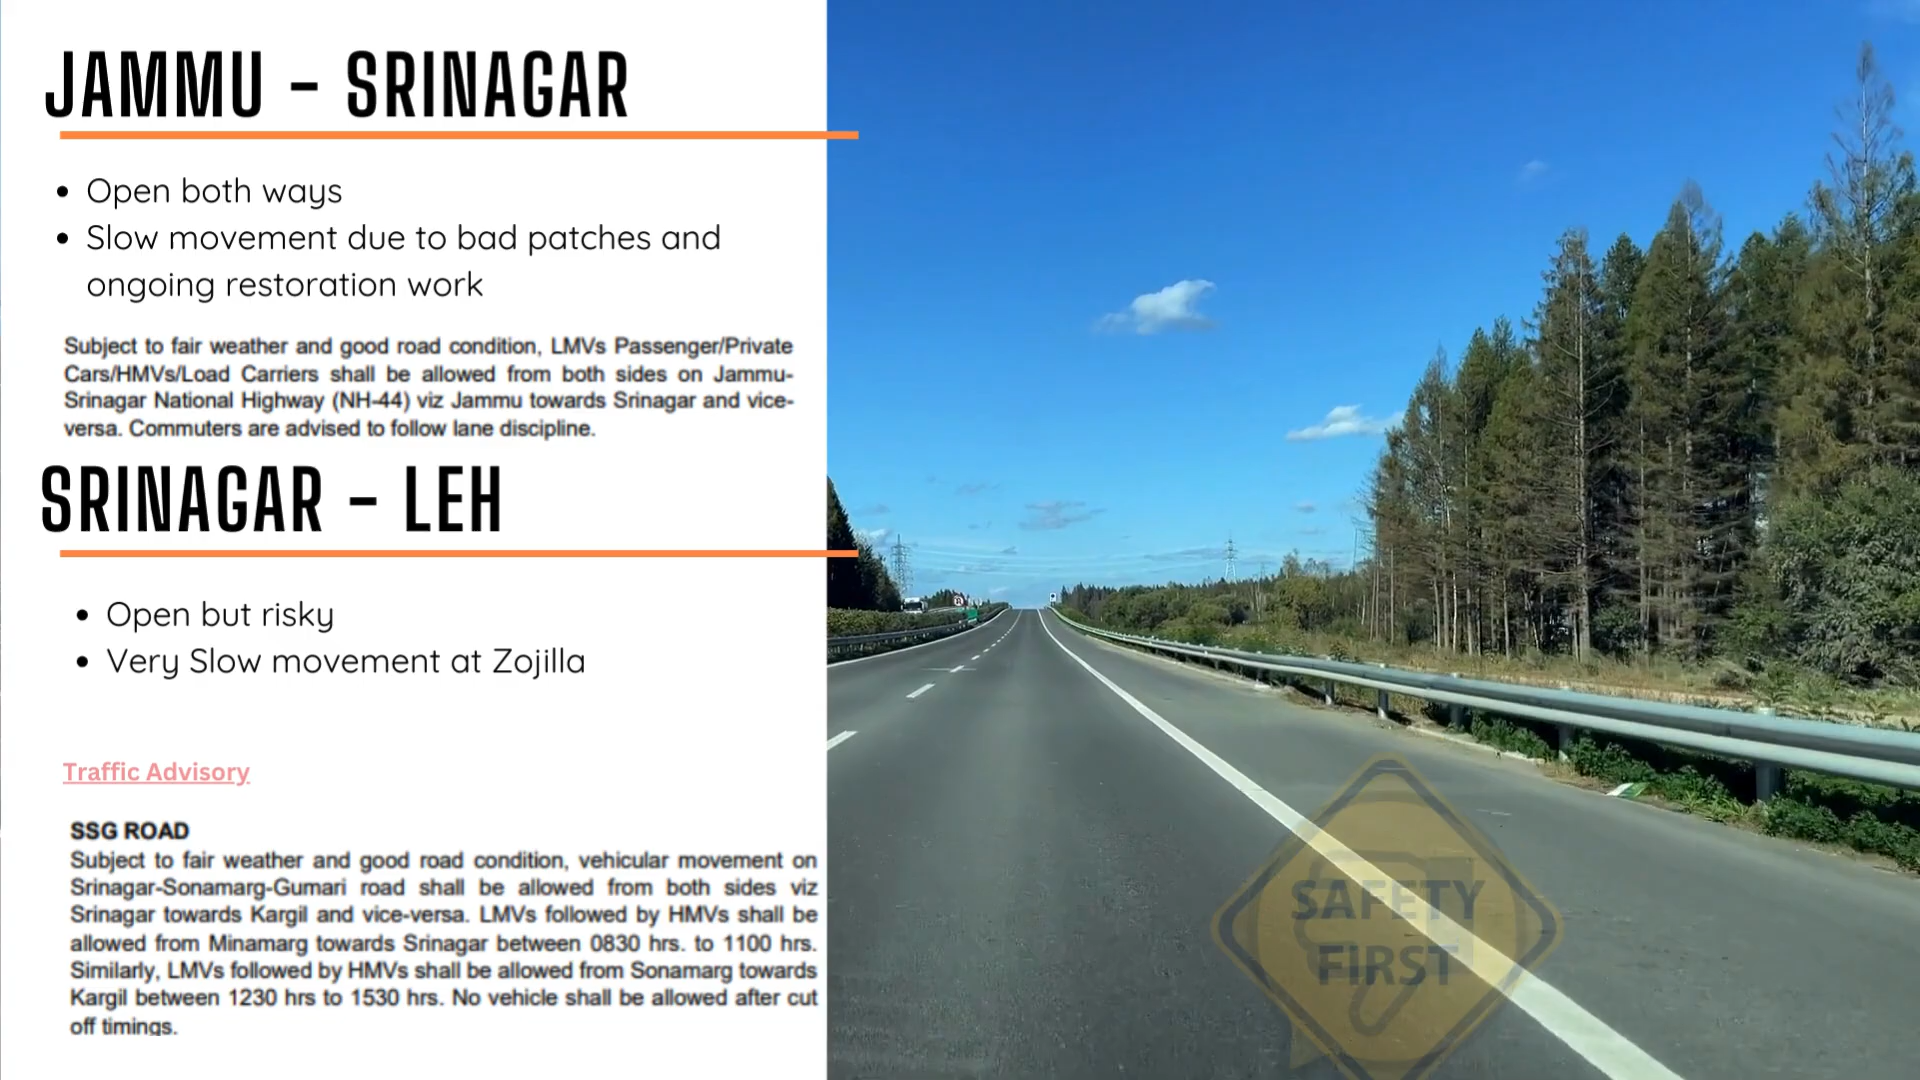 JAMMU - SRINAGAR
• Open both ways
• Slow movement due to bad patches and
ongoing restoration work
Subject to fair weather and good road condition, LMVs Passenger/Private
Cars/HMVs/Load Carriers shall be allowed from both sides on Jammu-
Srinagar National Highway (NH-44) viz Jammu towards Srinagar and vice-
versa. Commuters are advised to follow lane discipline.
SRINAGAR - LEH
• Open but risky
• Very Slow movement at Zojilla
Traffic Advisory
SSG ROAD
Subject to fair weather and good road condition, vehicular movement on
Srinagar-Sonamarg-Gumari road shall be allowed from both sides viz
Srinagar towards Kargil and vice-versa. LMVs followed by HMVs shall be
allowed from Minamarg towards Srinagar between 0830 hrs. to 1100 hrs.
Similarly, LMVs followed by HMVs shall be allowed from Sonamarg towards
Kargil between 1230 hrs to 1530 hrs. No vehicle shall be allowed after cut
off timings.
SAFETY
FIRST